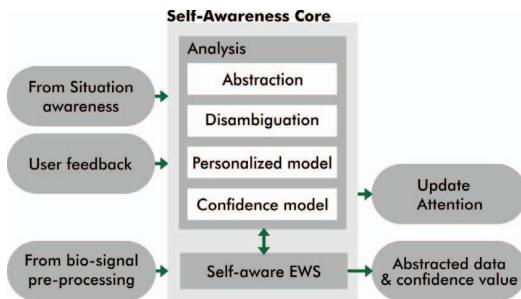 Self-Awareness Core
Analysis
Abstraction
Disambiguation
Personalized model
Confidence model
From Situation
awareness
User feedback
From bio-signal
pre-processing
Self-aware EWS
Update
Attention
Abstracted data
& confidence value